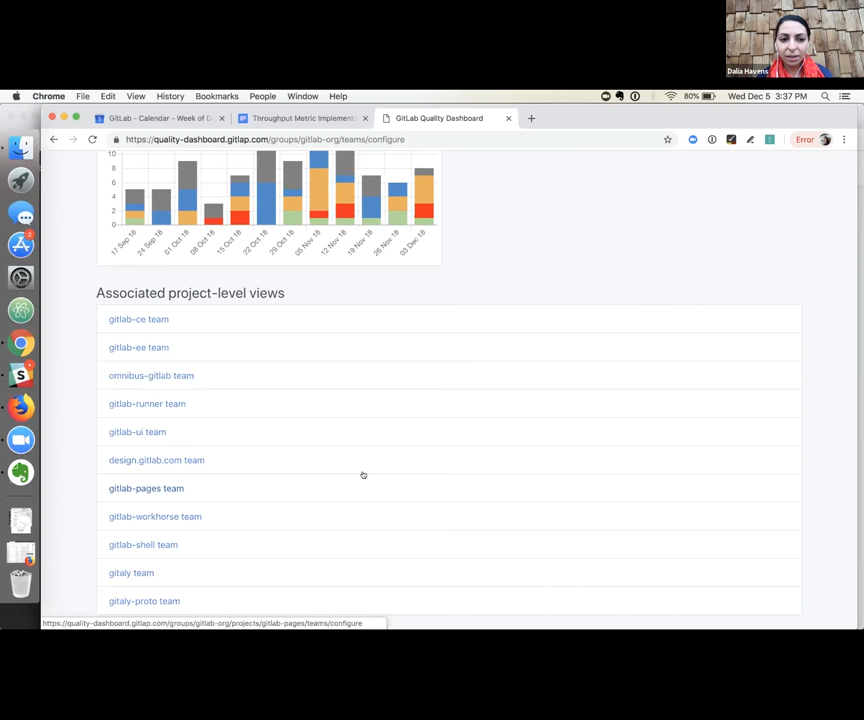 Dalia Havens
Chrome File Edit View History Bookmarks People Window Help 80% Wed Dec 5 3:37 PM
GitLab - Calendar - Week of D Throughput Metric Implement GitLab Quality Dashboard
https://quality-dashboard.gitlap.com/groups/gitlab-org/teams/configure Error
10
8
6
4
2
0
17 Sep 18 24 Sep 18 01 Oct 18 08 Oct 18 15 Oct 18 22 Oct 18 29 Oct 18 05 Nov 18 12 Nov 18 19 Nov 18 26 Nov 18 03 Dec 18
Associated project-level views
gitlab-ce team
gitlab-ee team
omnibus-gitlab team
gitlab-runner team
gitlab-ui team
design.gitlab.com team
gitlab-pages team
gitlab-workhorse team
gitlab-shell team
gitaly team
gitaly-proto team
https://quality-dashboard.gitlap.com/groups/gitlab-org/projects/gitlab-pages/teams/configure